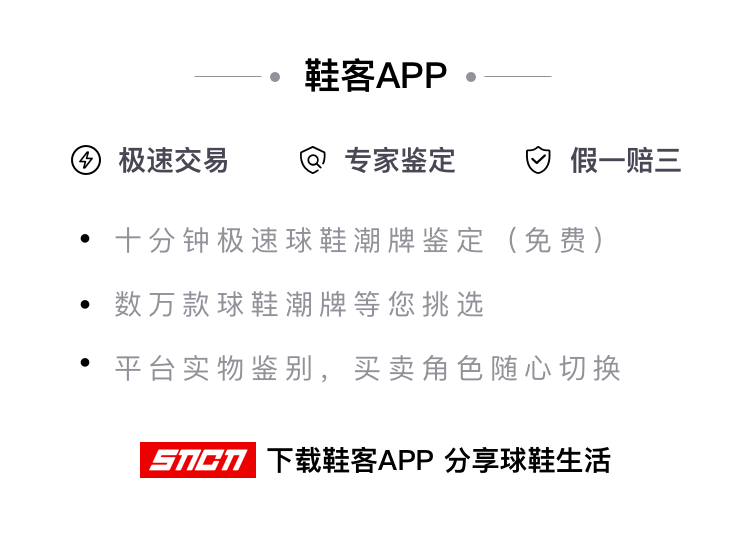 鞋客APP
极速交易 专家鉴定 假一赔三
十分钟极速球鞋潮牌鉴定（免费）
数万款球鞋潮牌等您挑选
平台实物鉴别，买卖角色随心切换
SNCN 下载鞋客APP 分享球鞋生活